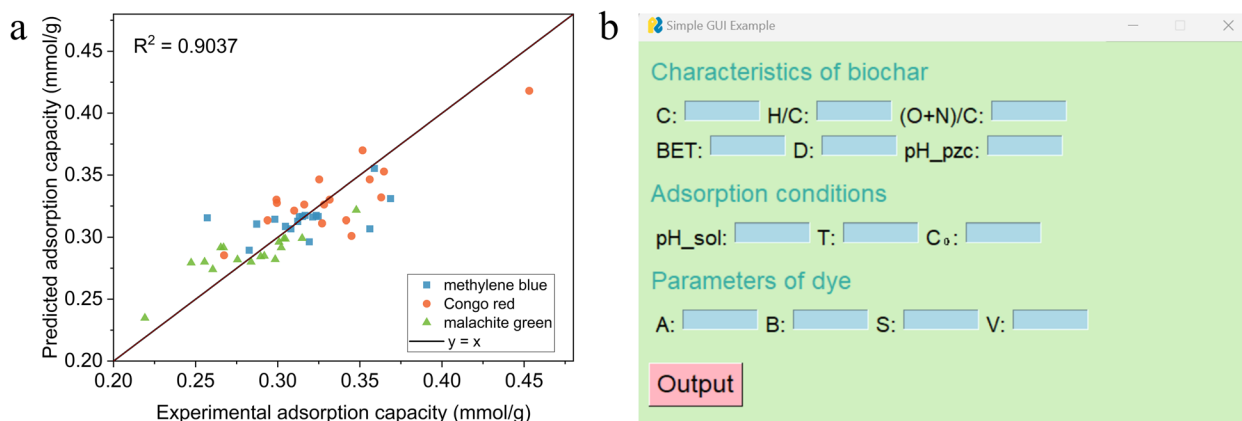 a
R² = 0.9037
Predicted adsorption capacity (mmol/g)
0.45
0.40
0.35
0.30
0.25
0.20
methylene blue
Congo red
malachite green
y = x
0.20 0.25 0.30 0.35 0.40 0.45
Experimental adsorption capacity (mmol/g)
b
Simple GUI Example
Characteristics of biochar
C: H/C: (O+N)/C:
BET: D: pH_pzc:
Adsorption conditions
pH_sol: T: C₀:
Parameters of dye
A: B: S: V:
Output